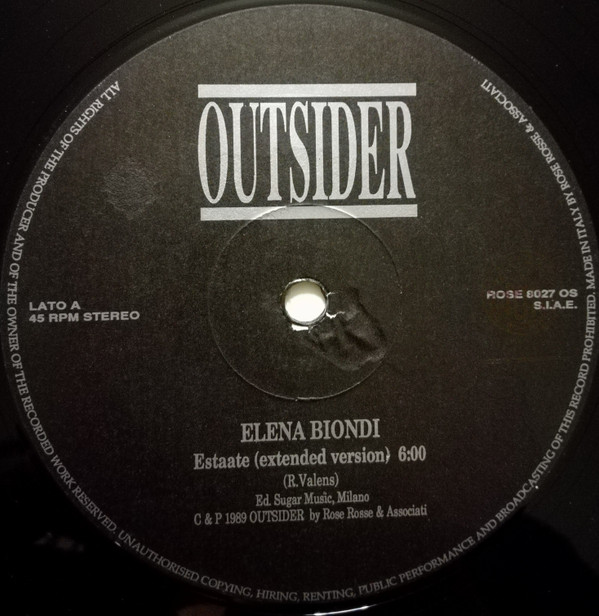 OUTSIDER
LATO A
45 RPM STEREO
ROSE 8027 OS
S.I.A.E.
ELENA BIONDI
Estaate (extended version) 6:00
(R.Valens)
Ed. Sugar Music, Milano
C & P 1989 OUTSIDER by Rose Rosse & Associati
ALL RIGHTS OF THE PRODUCER AND OF THE OWNER OF THE RECORDED WORK RESERVED. UNAUTHORISED COPYING, HIRING, RENTING, PUBLIC PERFORMANCE AND BROADCASTING OF THIS RECORD PROHIBITED. MADE IN ITALY BY ROSE ROSSE & ASSOCIATI